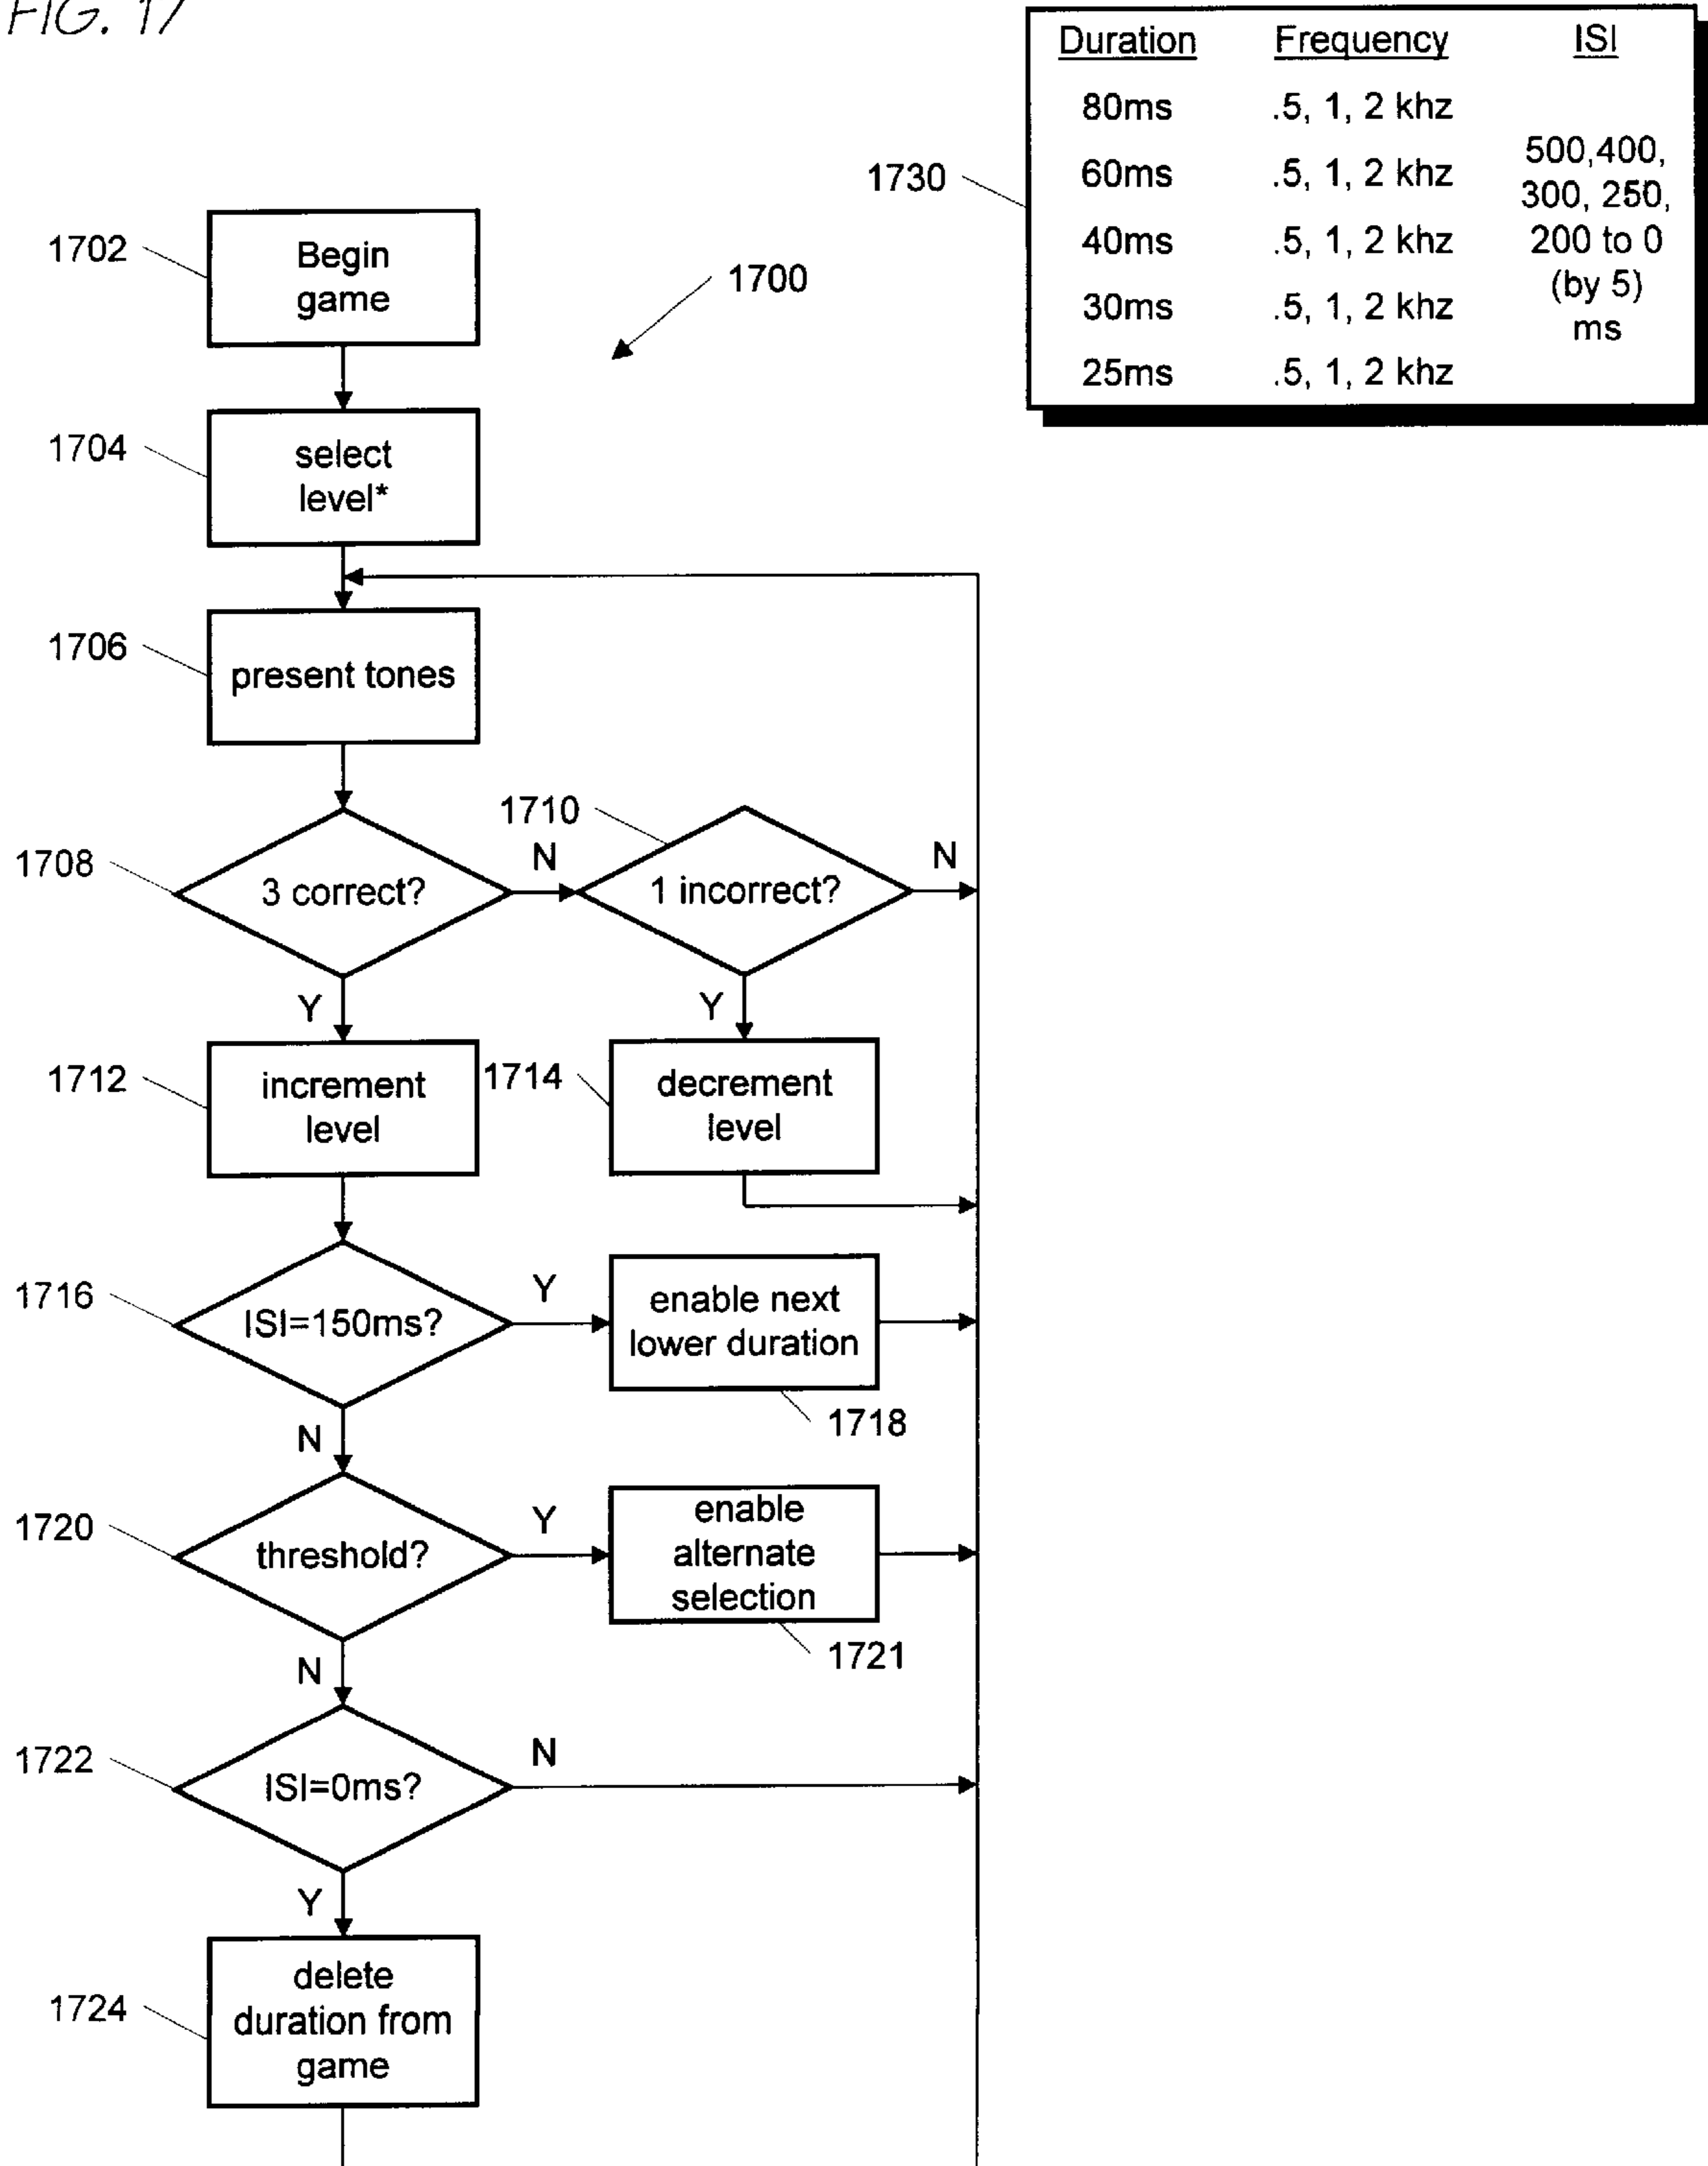 FIG. 17
Duration Frequency ISI
80ms .5, 1, 2 khz
60ms .5, 1, 2 khz
40ms .5, 1, 2 khz
30ms .5, 1, 2 khz
25ms .5, 1, 2 khz
500,400,
300, 250,
200 to 0
(by 5)
ms
1730
1702
Begin
game
1700
1704
select
level*
1706
present tones
1708
3 correct?
N
1710
1 incorrect?
N
Y
Y
1712
increment
level
1714
decrement
level
1716
ISI=150ms?
Y
enable next
lower duration
1718
N
1720
threshold?
Y
enable
alternate
selection
1721
N
1722
ISI=0ms?
N
Y
1724
delete
duration from
game